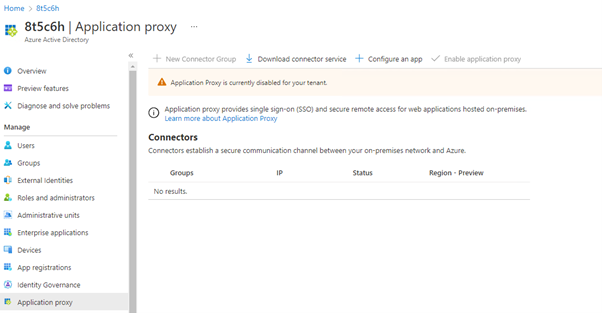 Home > 8t5c6h >
8t5c6h | Application proxy ...
Azure Active Directory
«
+ New Connector Group Download connector service + Configure an app ✓ Enable application proxy
Application Proxy is currently disabled for your tenant.
Overview
Preview features
Diagnose and solve problems
Manage
Users
Groups
External Identities
Roles and administrators
Administrative units
Enterprise applications
Devices
App registrations
Identity Governance
Application proxy
Application proxy provides single sign-on (SSO) and secure remote access for web applications hosted on-premises.
Learn more about Application Proxy
Connectors
Connectors establish a secure communication channel between your on-premises network and Azure.
Groups IP Status Region - Preview
No results.